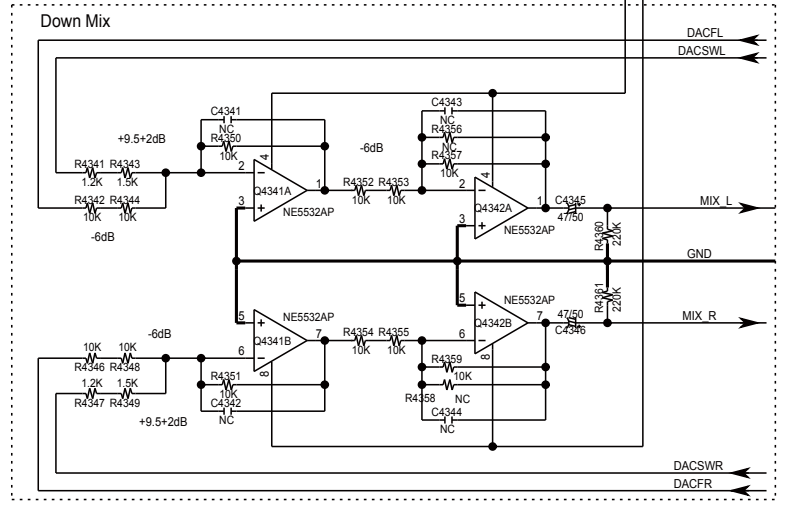 Down Mix
DACFL
DACSWL
C4341
NC
R4350
10K
+9.5+2dB
C4343
NC
R4356
NC
R4357
10K
-6dB
4
4
R4341 R4343
1.2K 1.5K
2
1
R4352 R4353
10K 10K
2
1
C4345
47/50
MIX_L
R4342 R4344
10K 10K
3
Q4341A
NE5532AP
Q4342A
3
NE5532AP
-6dB
R4360
220K
GND
R4361
220K
5
NE5532AP
5
NE5532AP
-6dB
Q4341B
7
R4354 R4355
10K 10K
Q4342B
7
47/50
C4346
MIX_R
6
10K 10K
R4346 R4348
6
8
8
1.2K 1.5K
R4347 R4349
R4351
10K
C4342
NC
R4359
10K
R4358 NC
C4344
NC
+9.5+2dB
DACSWR
DACFR